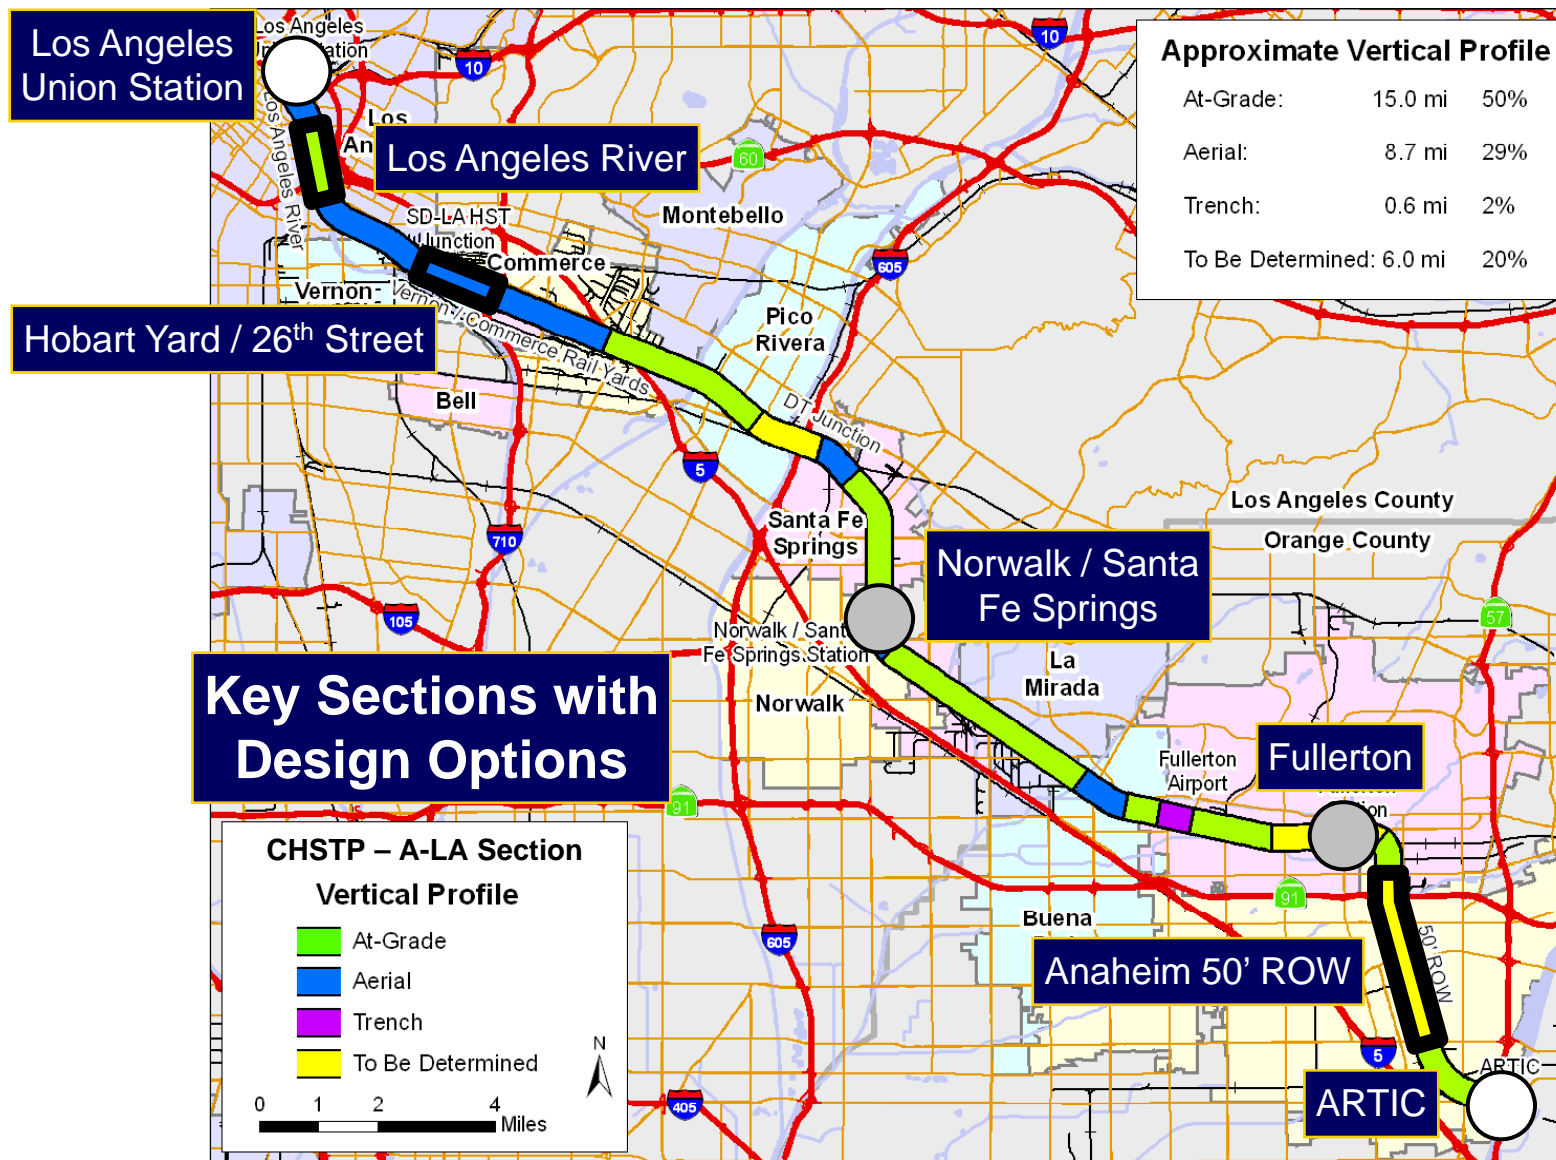 Los Angeles
Union Station
Los Angeles
10
10
Approximate Vertical Profile
At-Grade: 15.0 mi 50%
Aerial: 8.7 mi 29%
Trench: 0.6 mi 2%
To Be Determined: 6.0 mi 20%
Los
Los Angeles River
Los Angeles River
60
Montebello
SD-LA HST
Junction
Commerce
605
Vernon
Vernon / Commerce Rail Yards
Hobart Yard / 26th Street
Pico
Rivera
Bell
DT Junction
5
Los Angeles County
Orange County
Santa Fe
Springs
710
Norwalk / Santa
Fe Springs
105
57
Norwalk / Santa
Fe Springs Station
La
Mirada
Key Sections with
Design Options
Norwalk
Fullerton
Airport
Fullerton
91
CHSTP – A-LA Section
Vertical Profile
At-Grade
Aerial
Trench
To Be Determined
N
0 1 2 4
Miles
91
Buena
605
50' ROW
Anaheim 50' ROW
5
ARTIC
ARTIC
405